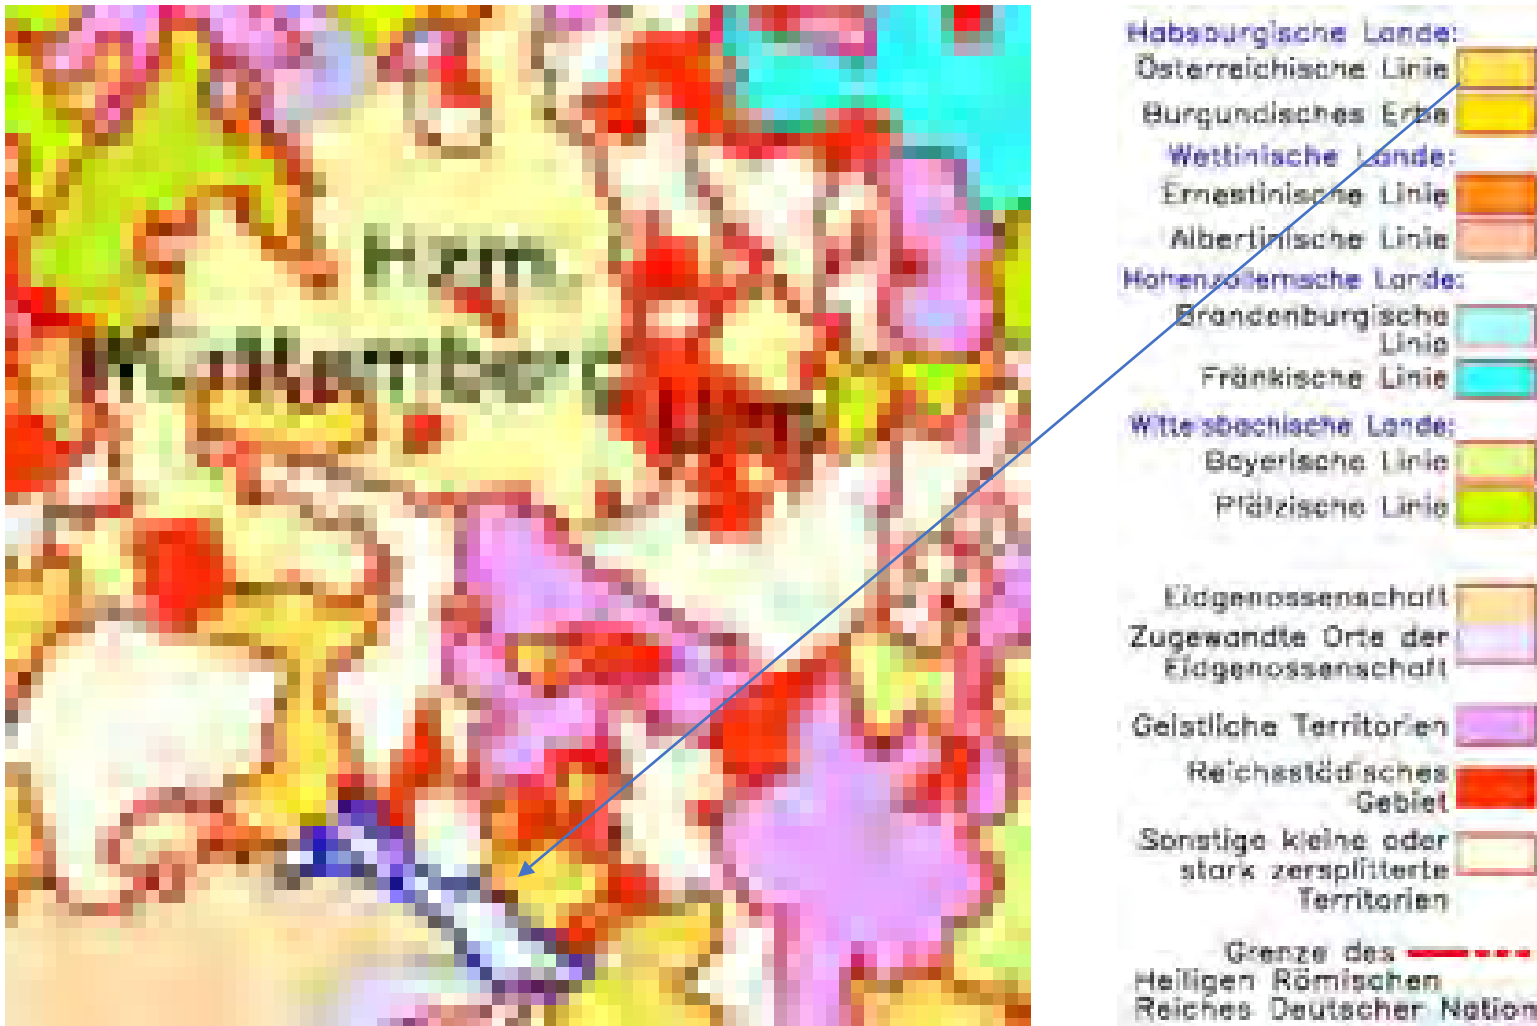 Hzm.
Württemberg
Habsburgische Lande:
Österreichische Linie
Burgundisches Erbe
Wettinische Lande:
Ernestinische Linie
Albertinische Linie
Hohenzollernsche Lande:
Brandenburgische
Linie
Fränkische Linie
Wittelsbachische Lande:
Bayerische Linie
Pfälzische Linie
Eidgenossenschaft
Zugewandte Orte der
Eidgenossenschaft
Geistliche Territorien
Reichsstädtisches
Gebiet
Sonstige kleine oder
stark zersplitterte
Territorien
Grenze des
Heiligen Römischen
Reiches Deutscher Nation